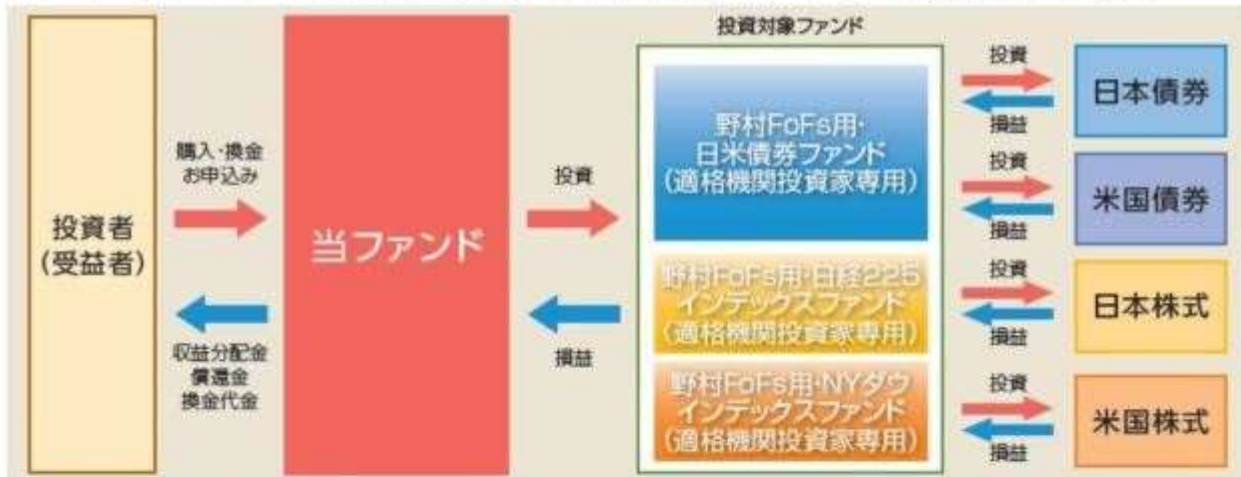 投資者
(受益者)
購入・換金
お申込み
収益分配金
償還金
換金代金
当ファンド
投資
損益
投資対象ファンド
野村FoFs用・
日米債券ファンド
(適格機関投資家専用)
野村FoFs用・日経225
インデックスファンド
(適格機関投資家専用)
野村FoFs用・NYダウ
インデックスファンド
(適格機関投資家専用)
投資
損益
日本債券
投資
損益
米国債券
投資
損益
日本株式
投資
損益
米国株式